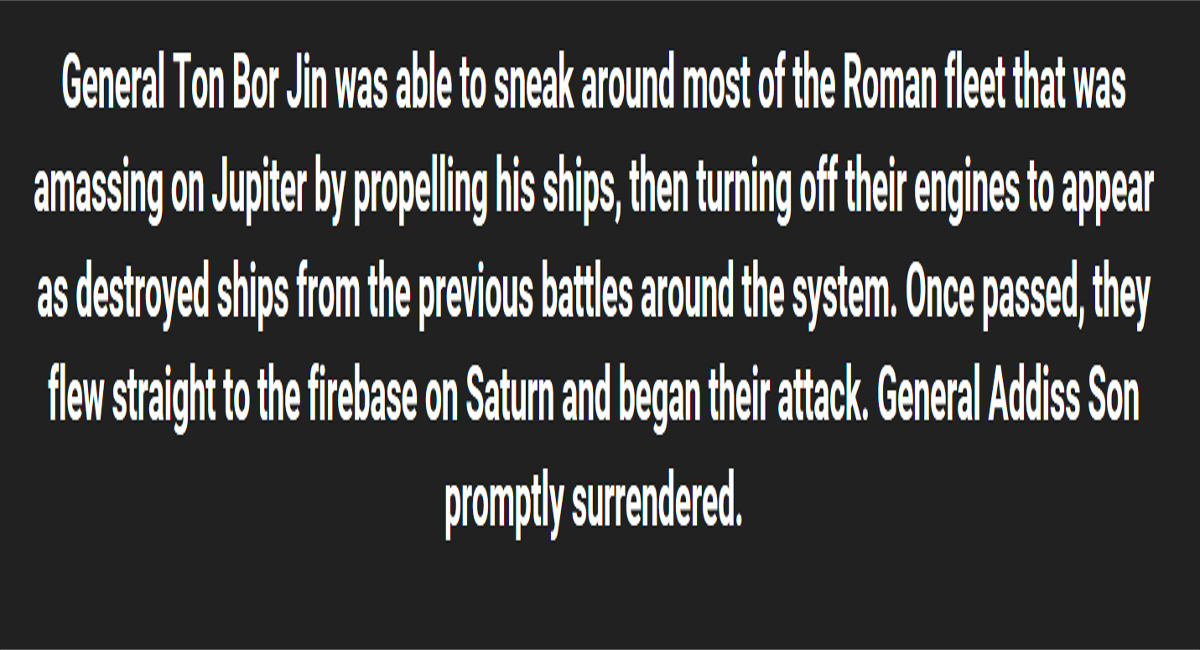 General Ton Bor Jin was able to sneak around most of the Roman fleet that was
amassing on Jupiter by propelling his ships, then turning off their engines to appear
as destroyed ships from the previous battles around the system. Once passed, they
flew straight to the firebase on Saturn and began their attack. General Addiss Son
promptly surrendered.